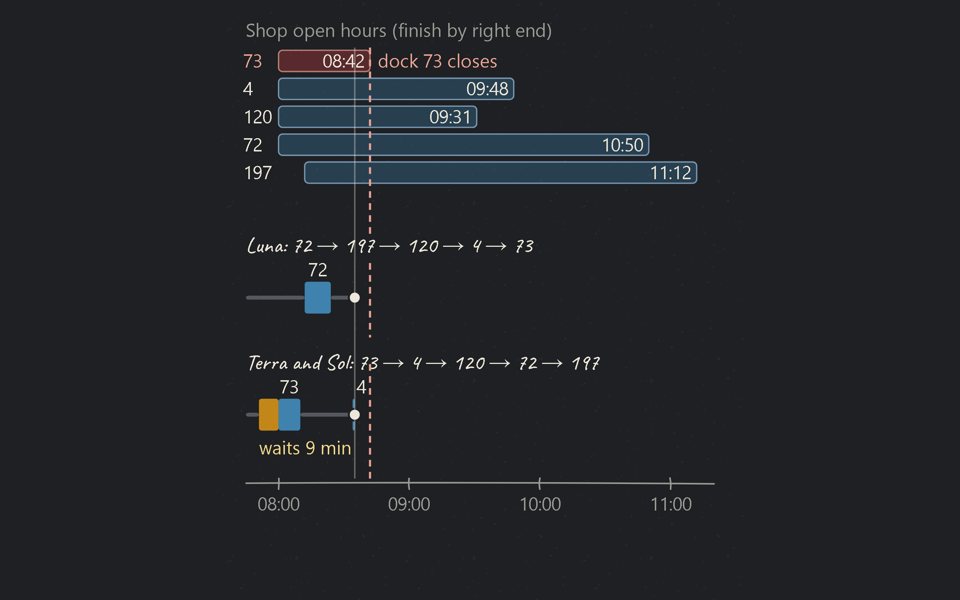 Shop open hours (finish by right end)
73 08:42 dock 73 closes
4 09:48
120 09:31
72 10:50
197 11:12
Luna: 72→ 197→ 120→ 4→ 73
72
Terra and Sol: 73→ 4→ 120→ 72→ 197
73 4
waits 9 min
08:00 09:00 10:00 11:00